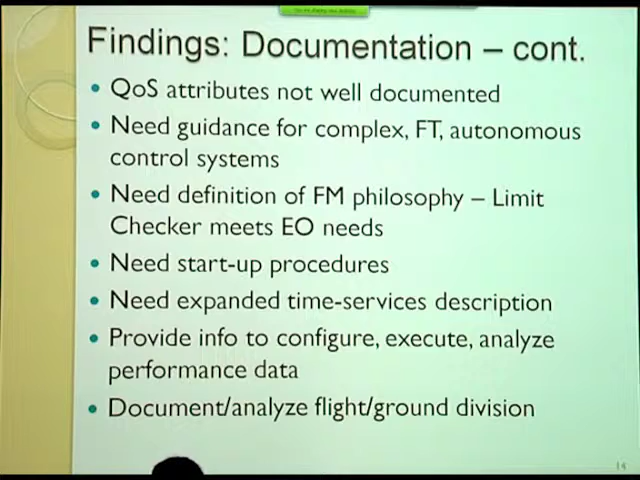 Findings: Documentation – cont.
• QoS attributes not well documented
• Need guidance for complex, FT, autonomous
control systems
• Need definition of FM philosophy – Limit
Checker meets EO needs
• Need start-up procedures
• Need expanded time-services description
• Provide info to configure, execute, analyze
performance data
• Document/analyze flight/ground division
14